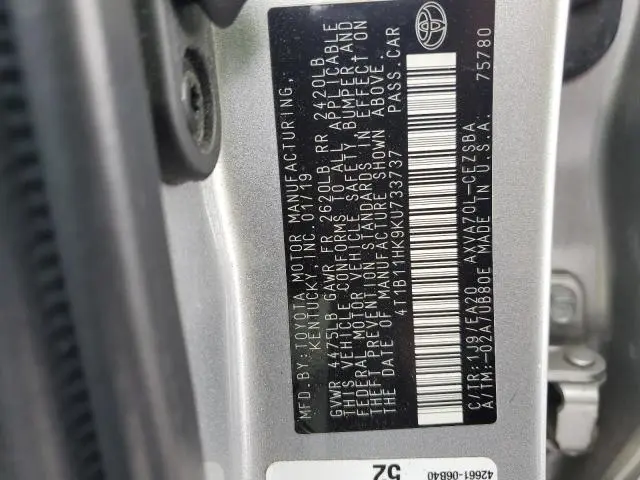 MFD BY: TOYOTA MOTOR MANUFACTURING,
KENTUCKY, INC. 01/19
GVWR 4475LB GAWR FR 2620LB RR 2420LB
THIS VEHICLE CONFORMS TO ALL APPLICABLE
FEDERAL MOTOR VEHICLE SAFETY, BUMPER, AND
THEFT PREVENTION STANDARDS IN EFFECT ON
THE DATE OF MANUFACTURE SHOWN ABOVE.
4T1B11HK9KU733737 PASS. CAR
C/TR: 1J9/EA20 AXVA70L-CEZSBA
A/TM: -02A/UB80E MADE IN U.S.A. 75780
42661-06B40
52